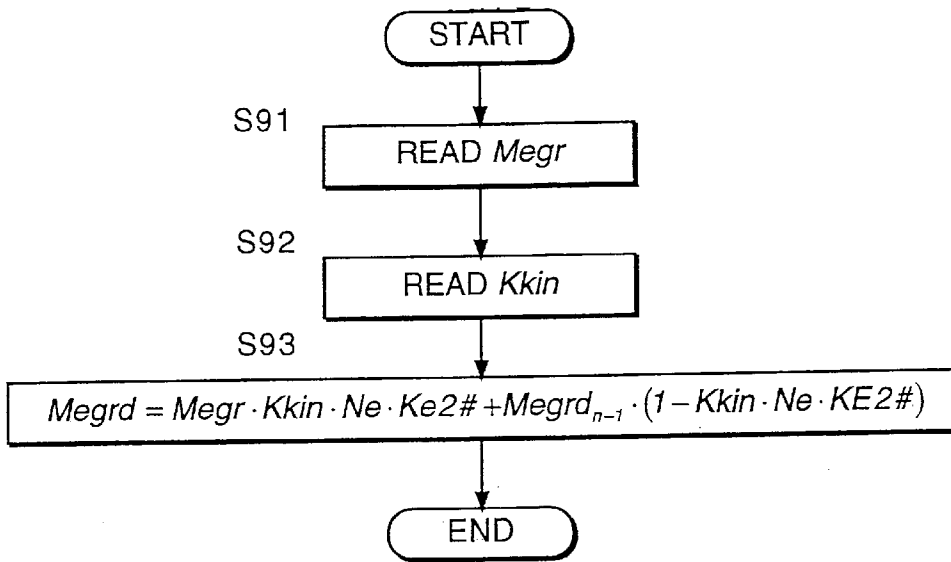 START
S91
READ Megr
S92
READ Kkin
S93
Megrd = Megr·Kkin·Ne·Ke2#+Megrd_{n-1}·(1-Kkin·Ne·KE2#)
END